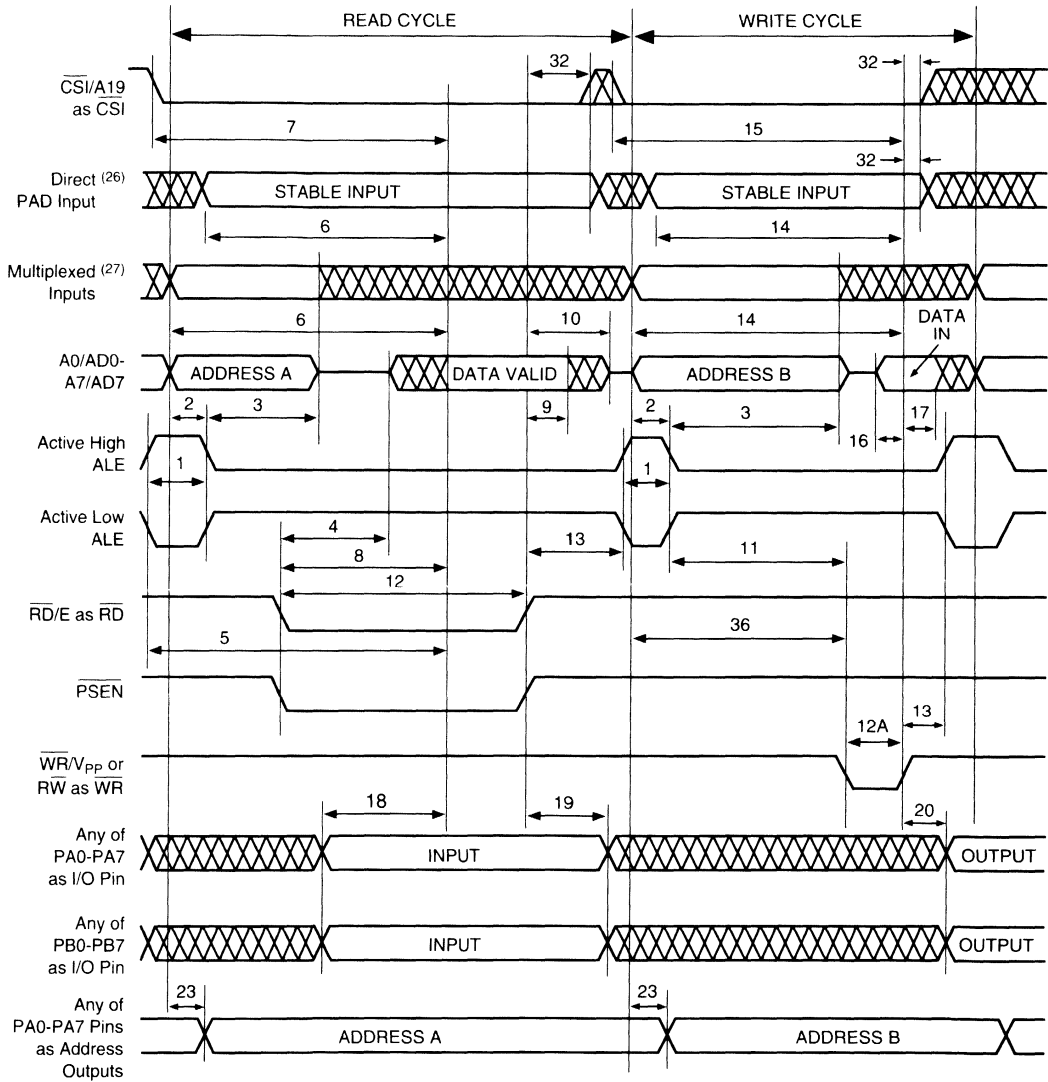 READ CYCLE
WRITE CYCLE
CSI/A19
as CSI
32
32
7
15
Direct (26)
PAD Input
STABLE INPUT
STABLE INPUT
32
6
14
Multiplexed (27)
Inputs
6
10
14
DATA
IN
A0/AD0-
A7/AD7
ADDRESS A
DATA VALID
ADDRESS B
2
3
9
2
3
17
16
Active High
ALE
1
1
Active Low
ALE
4
13
11
8
12
RD/E as RD
5
36
PSEN
13
12A
WR/VPP or
RW as WR
18
19
20
Any of
PA0-PA7
as I/O Pin
INPUT
OUTPUT
Any of
PB0-PB7
as I/O Pin
INPUT
OUTPUT
23
23
Any of
PA0-PA7 Pins
as Address
Outputs
ADDRESS A
ADDRESS B